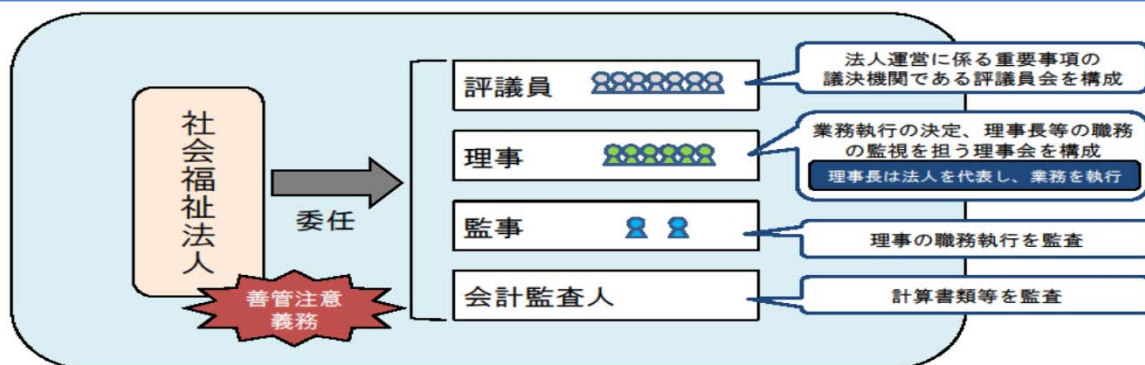 社会福祉法人
委任
善管注意
義務
評議員
法人運営に係る重要事項の
議決機関である評議員会を構成
理事
業務執行の決定、理事長等の職務
の監視を担う理事会を構成
理事長は法人を代表し、業務を執行
監事
理事の職務執行を監査
会計監査人
計算書類等を監査